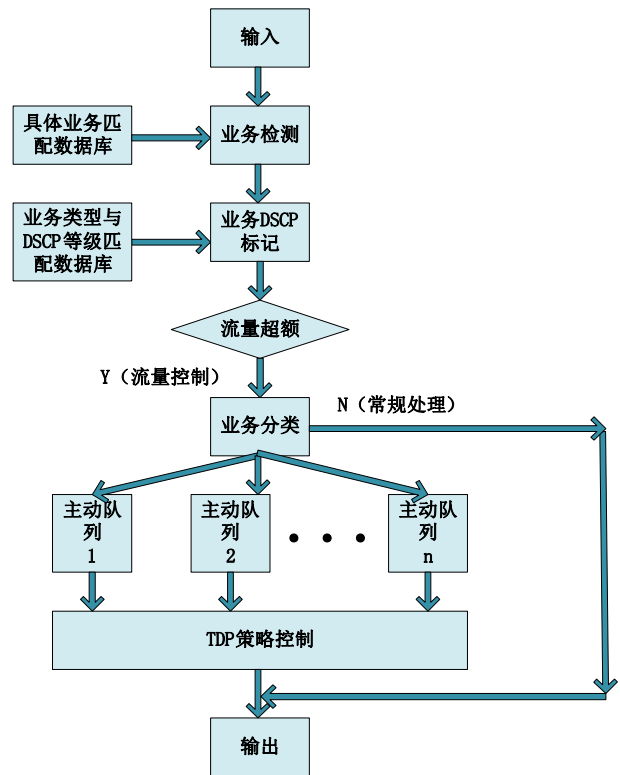 输入
具体业务匹
配数据库
业务检测
业务类型与
DSCP等级匹
配数据库
业务DSCP
标记
流量超额
Y（流量控制）
N（常规处理）
业务分类
主动队
列
1
主动队
列
2
主动队
列
n
TDP策略控制
输出